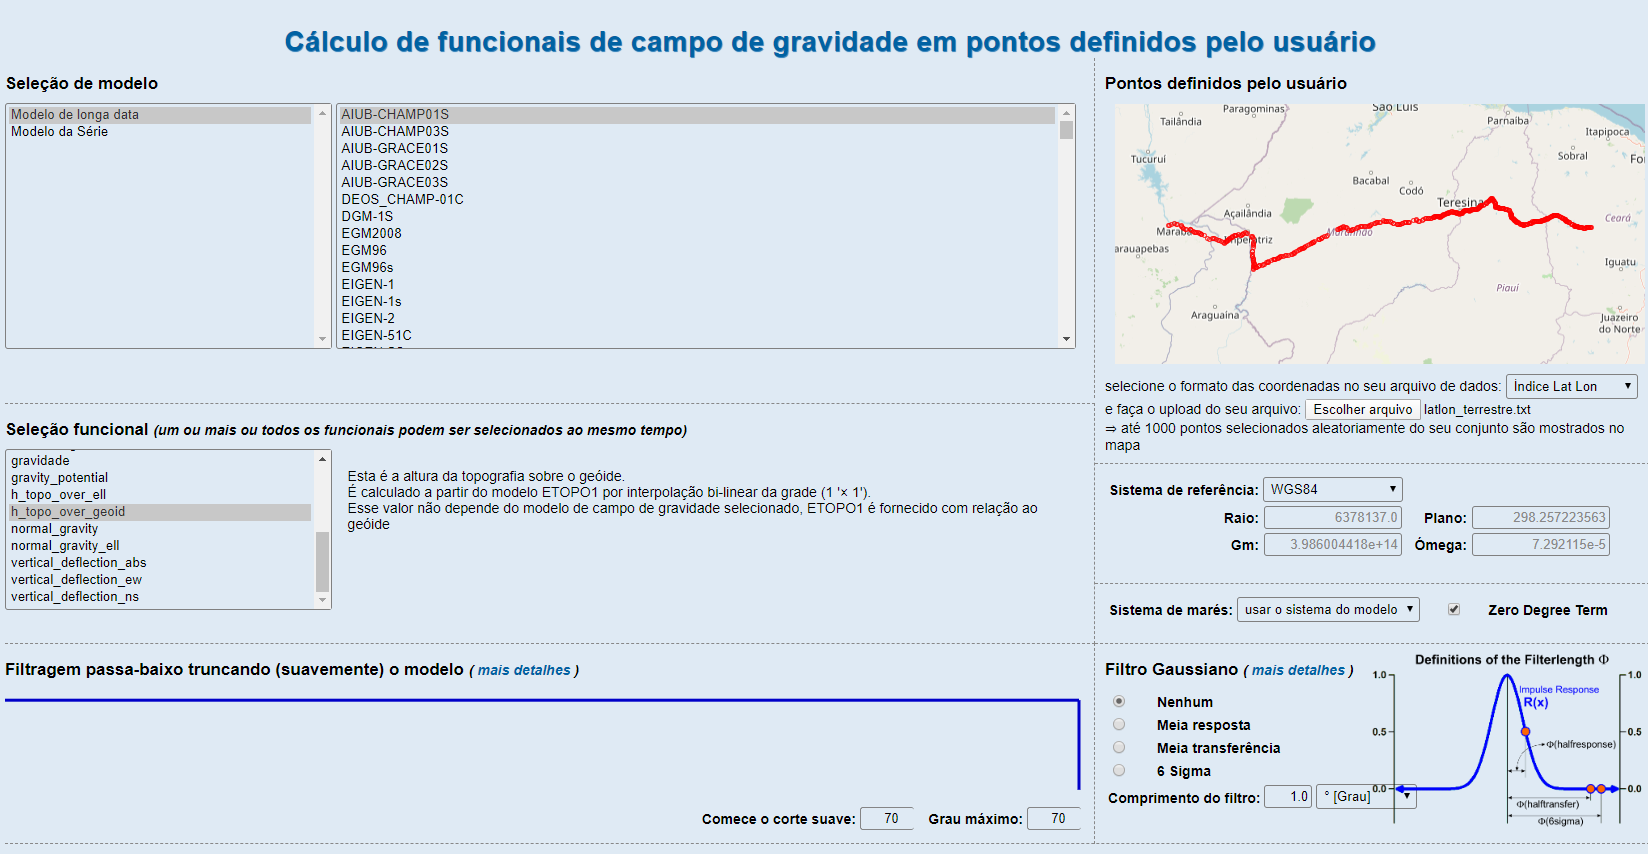 Cálculo de funcionais de campo de gravidade em pontos definidos pelo usuário
Seleção de modelo
Modelo de longa data
Modelo da Série
AIUB-CHAMP01S
AIUB-CHAMP03S
AIUB-GRACE01S
AIUB-GRACE02S
AIUB-GRACE03S
DEOS_CHAMP-01C
DGM-1S
EGM2008
EGM96
EGM96s
EIGEN-1
EIGEN-1s
EIGEN-2
EIGEN-51C
Pontos definidos pelo usuário
Paragominas
São Luís
Tailândia
Parnaíba
Itapipoca
Tucuruí
Sobral
Fo
Bacabal
Codó
Teresina
Açailândia
Ceará
Marabá
Imperatriz
Maranhão
arauapebas
Iguatu
Piauí
Araguaína
Juazeiro
do Norte
selecione o formato das coordenadas no seu arquivo de dados: Índice Lat Lon
e faça o upload do seu arquivo: Escolher arquivo latlon_terrestre.txt
⇒ até 1000 pontos selecionados aleatoriamente do seu conjunto são mostrados no
mapa
Seleção funcional (um ou mais ou todos os funcionais podem ser selecionados ao mesmo tempo)
gravidade
gravity_potential
h_topo_over_ell
h_topo_over_geoid
normal_gravity
normal_gravity_ell
vertical_deflection_abs
vertical_deflection_ew
vertical_deflection_ns
Esta é a altura da topografia sobre o geóide.
É calculado a partir do modelo ETOPO1 por interpolação bi-linear da grade (1 '× 1').
Esse valor não depende do modelo de campo de gravidade selecionado, ETOPO1 é fornecido com relação ao
geóide
Sistema de referência: WGS84
Raio: 6378137.0 Plano: 298.257223563
Gm: 3.986004418e+14 Ómega: 7.292115e-5
Sistema de marés: usar o sistema do modelo Zero Degree Term
Filtragem passa-baixo truncando (suavemente) o modelo ( mais detalhes )
Comece o corte suave: 70 Grau máximo: 70
Filtro Gaussiano ( mais detalhes )
Nenhum
Meia resposta
Meia transferência
6 Sigma
Comprimento do filtro: 1.0 ° [Grau]
Definitions of the Filterlength Φ
1.0 1.0
Impulse Response
R(x)
0.5 0.5
Φ(halfresponse)
0.0 0.0
Φ(halftransfer)
Φ(6sigma)